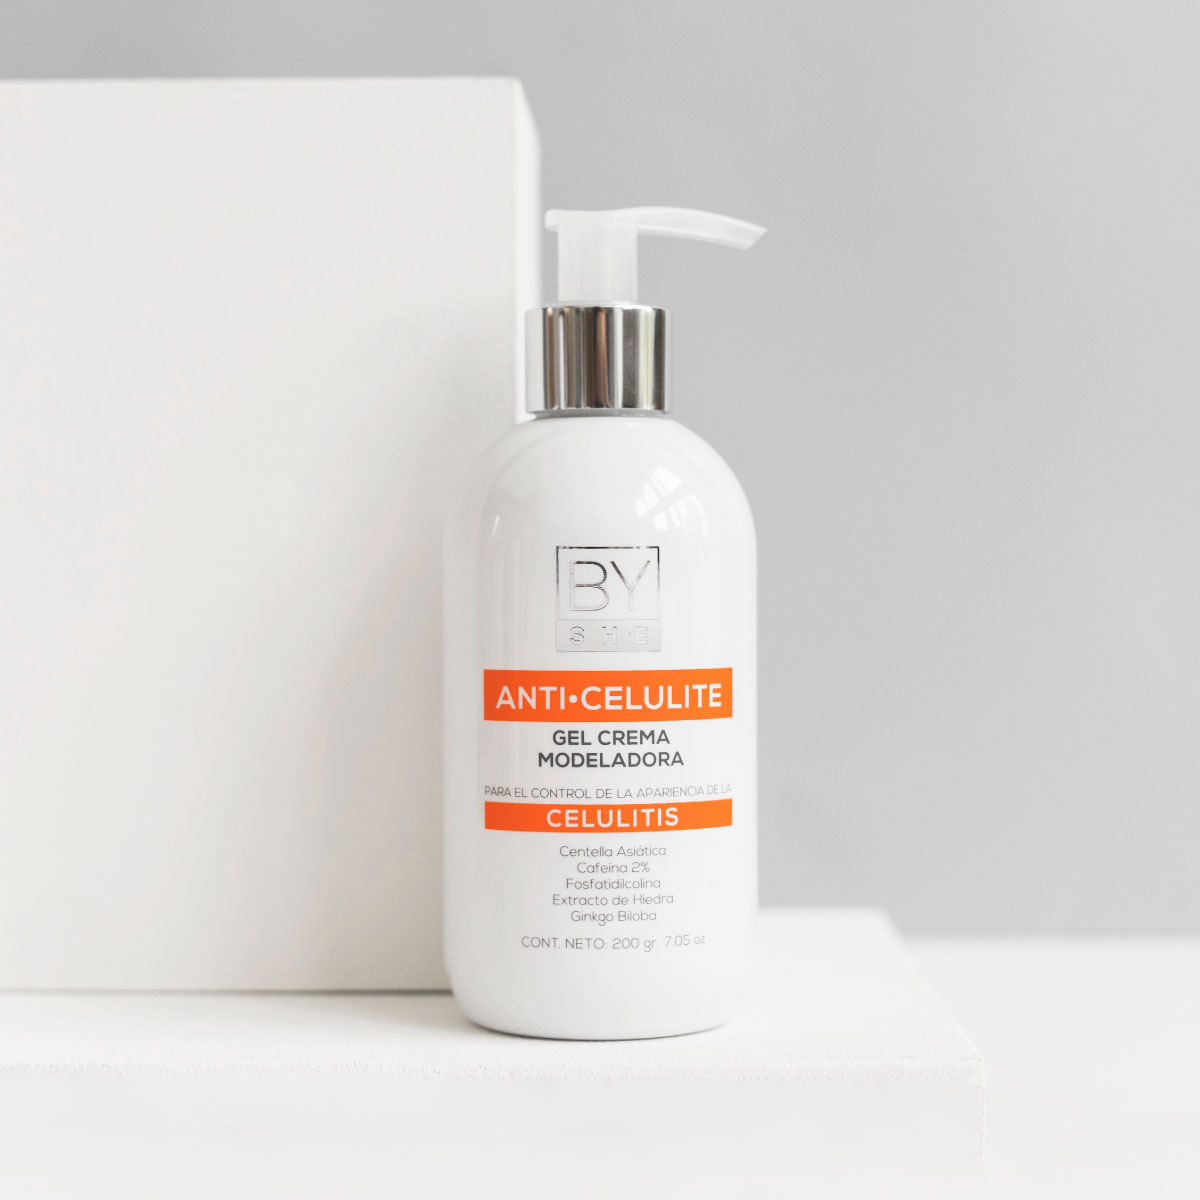 BY
SHE
ANTI•CELULITE
GEL CREMA
MODELADORA
PARA EL CONTROL DE LA APARIENCIA DE LA
CELULITIS
Centella Asiática
Cafeína 2%
Fosfatidilcolina
Extracto de Hiedra
Ginkgo Biloba
CONT. NETO: 200 gr 7.05 oz